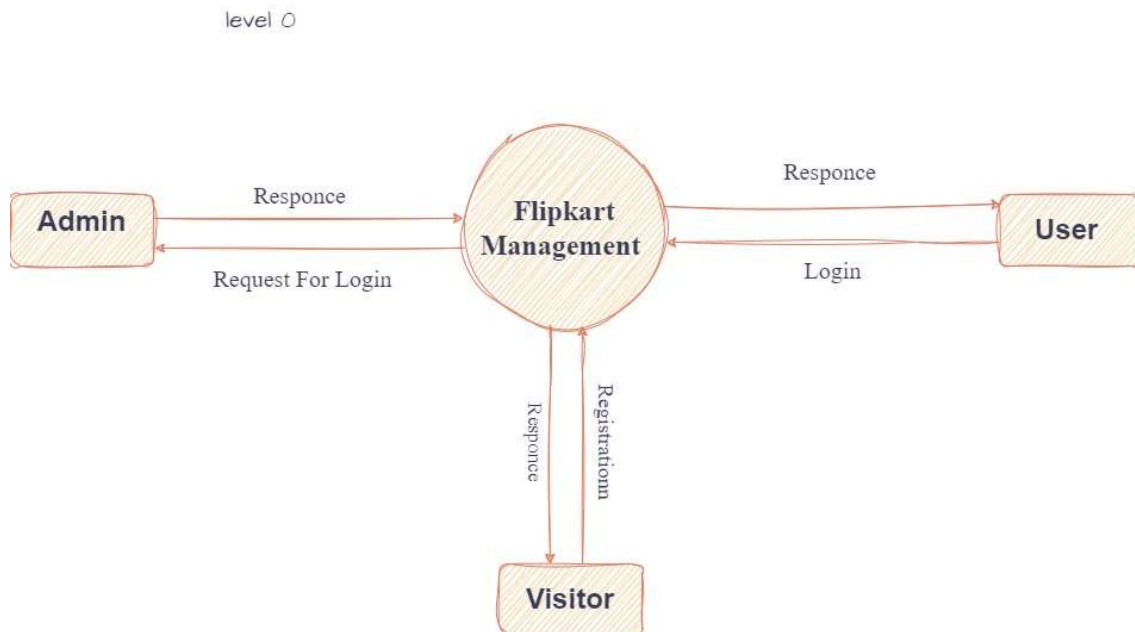 level 0
Responce
Responce
Admin
Flipkart
Management
User
Request For Login
Login
Responce
Registrationn
Visitor